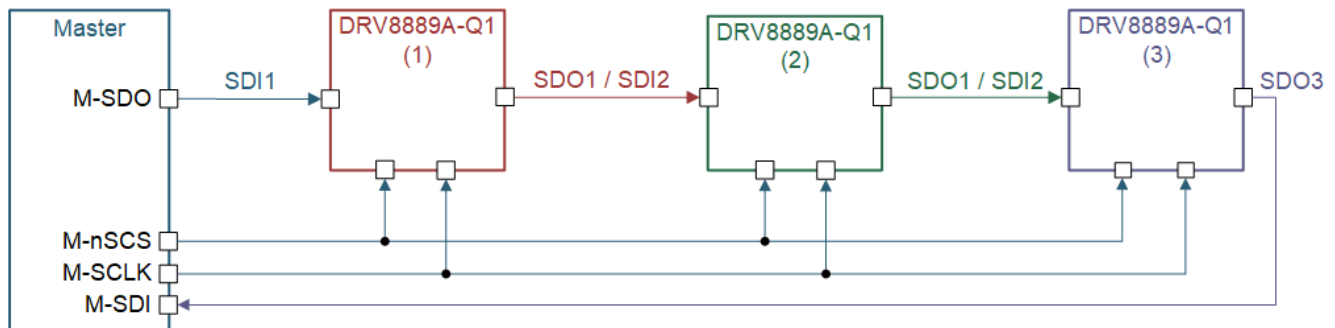 Master
DRV8889A-Q1
(1)
DRV8889A-Q1
(2)
DRV8889A-Q1
(3)
M-SDO
SDI1
SDO1 / SDI2
SDO1 / SDI2
SDO3
M-nSCS
M-SCLK
M-SDI